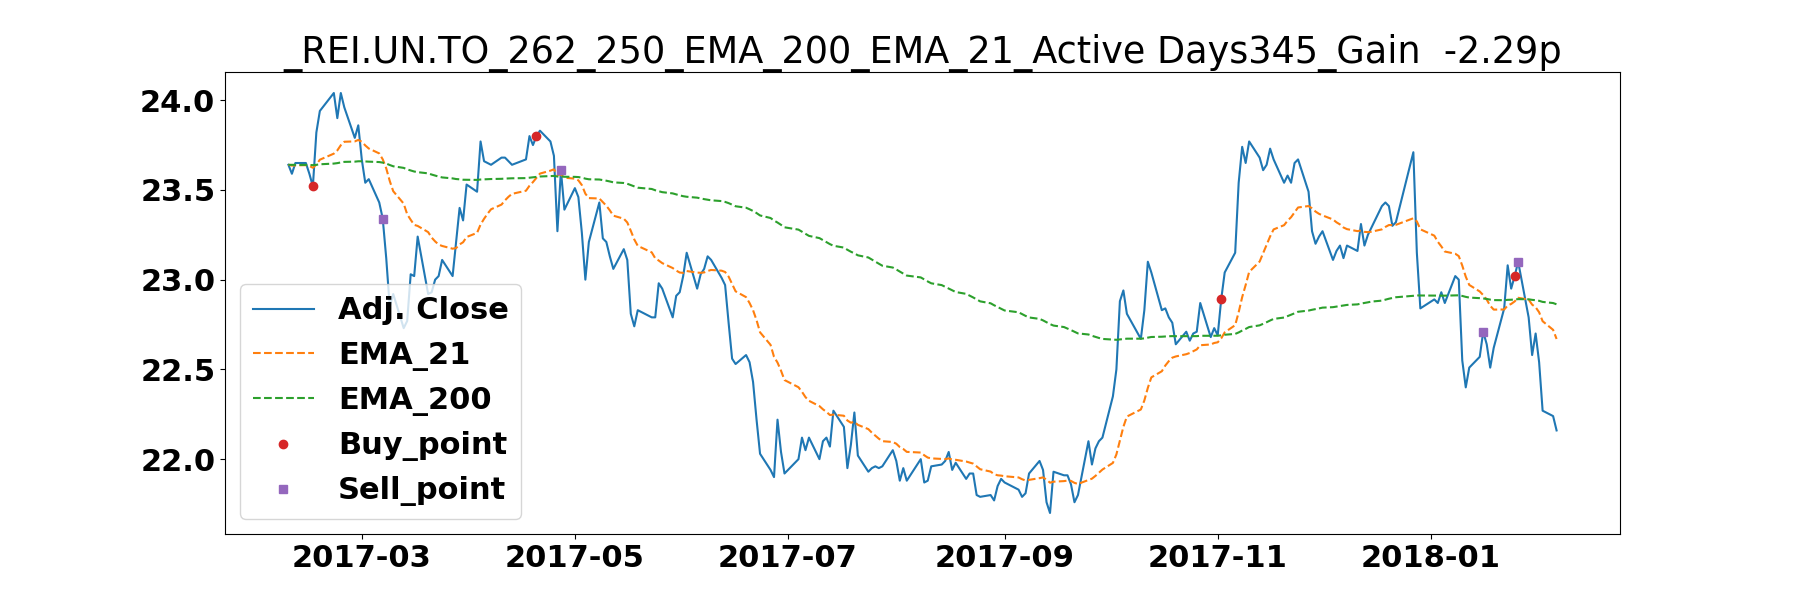 _REI.UN.TO_262_250_EMA_200_EMA_21_Active Days345_Gain  -2.29p
24.0
23.5
23.0
22.5
22.0
Adj. Close
EMA_21
EMA_200
Buy_point
Sell_point
2017-03 2017-05 2017-07 2017-09 2017-11 2018-01